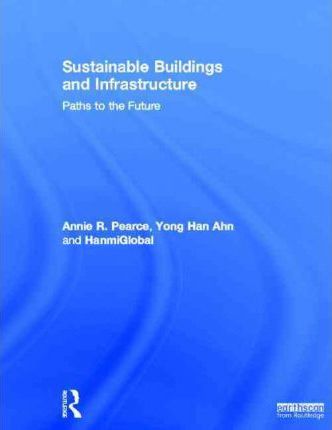 Sustainable Buildings
and Infrastructure
Paths to the Future
Annie R. Pearce, Yong Han Ahn
and HanmiGlobal
ROUTLEDGE
earthscan
from Routledge